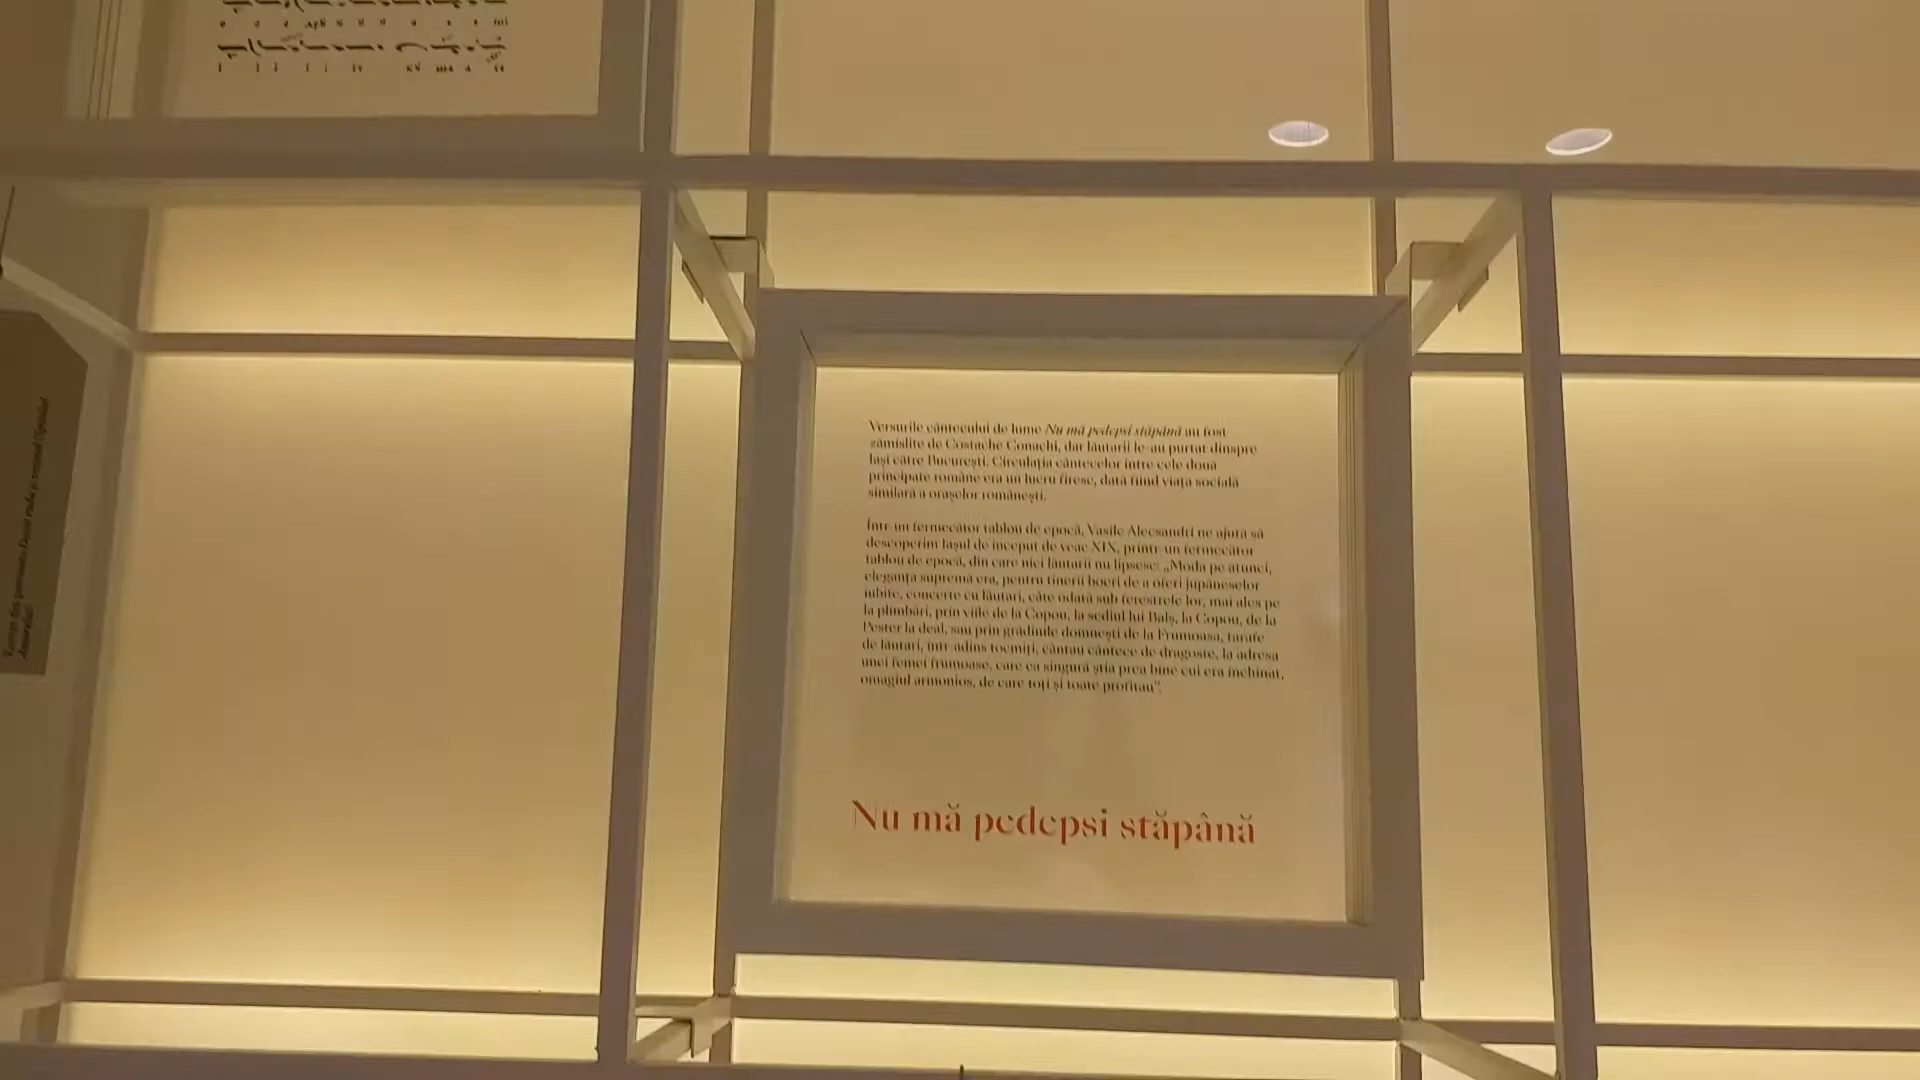 Versurile cântecului de lume Nu mă pedepsi stăpână au fost
zămislite de Costache Conachi, dar lăutarii le-au purtat dinspre
Iași către București. Circulația cântecelor între cele două
principate române era un lucru firesc, dată fiind viața socială
similară a orașelor românești.
Într-un fermecător tablou de epocă, Vasile Alecsandri ne ajută să
descoperim Iașul de început de veac XIX, printr-un fermecător
tablou de epocă, din care nici lăutarii nu lipsesc: „Moda pe atunci,
eleganța supremă era, pentru tinerii boeri de a oferi jupâneselor
iubite, concerte cu lăutari, câte odată sub ferestrele lor, mai ales pe
la plimbări, prin viile de la Copou, la sediul lui Balș, la Copou, de la
Pester la deal, sau prin grădinile domnești de la Frumoasa, tarafe
de lăutari, într-adins tocmiți, cântau cântece de dragoste, la adresa
unei femei frumoase, care ea singură știa prea bine cui era închinat,
omagiul armonios, de care toți și toate profitau”.
Nu mă pedepsi stăpână